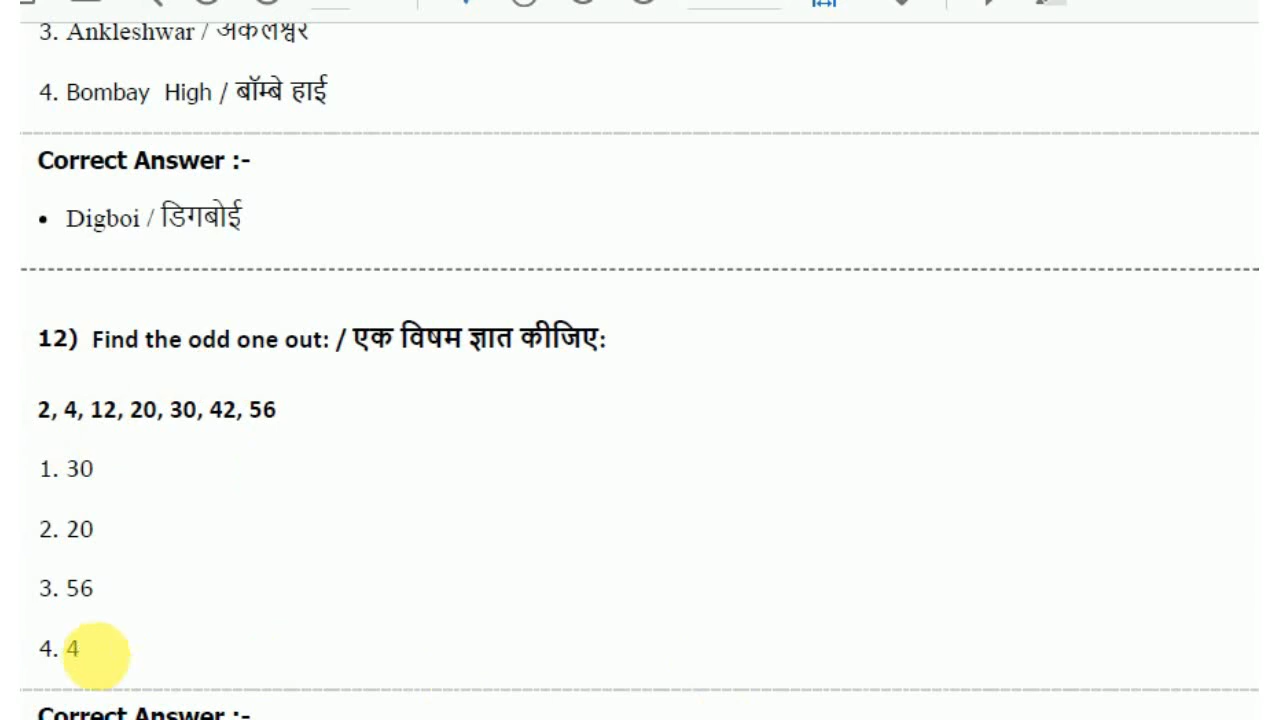 3. Ankleshwar / अंकलेश्वर
4. Bombay High / बॉम्बे हाई
Correct Answer :-
• Digboi / डिगबोई
12) Find the odd one out: / एक विषम ज्ञात कीजिए:
2, 4, 12, 20, 30, 42, 56
1. 30
2. 20
3. 56
4. 4
Correct Answer :-